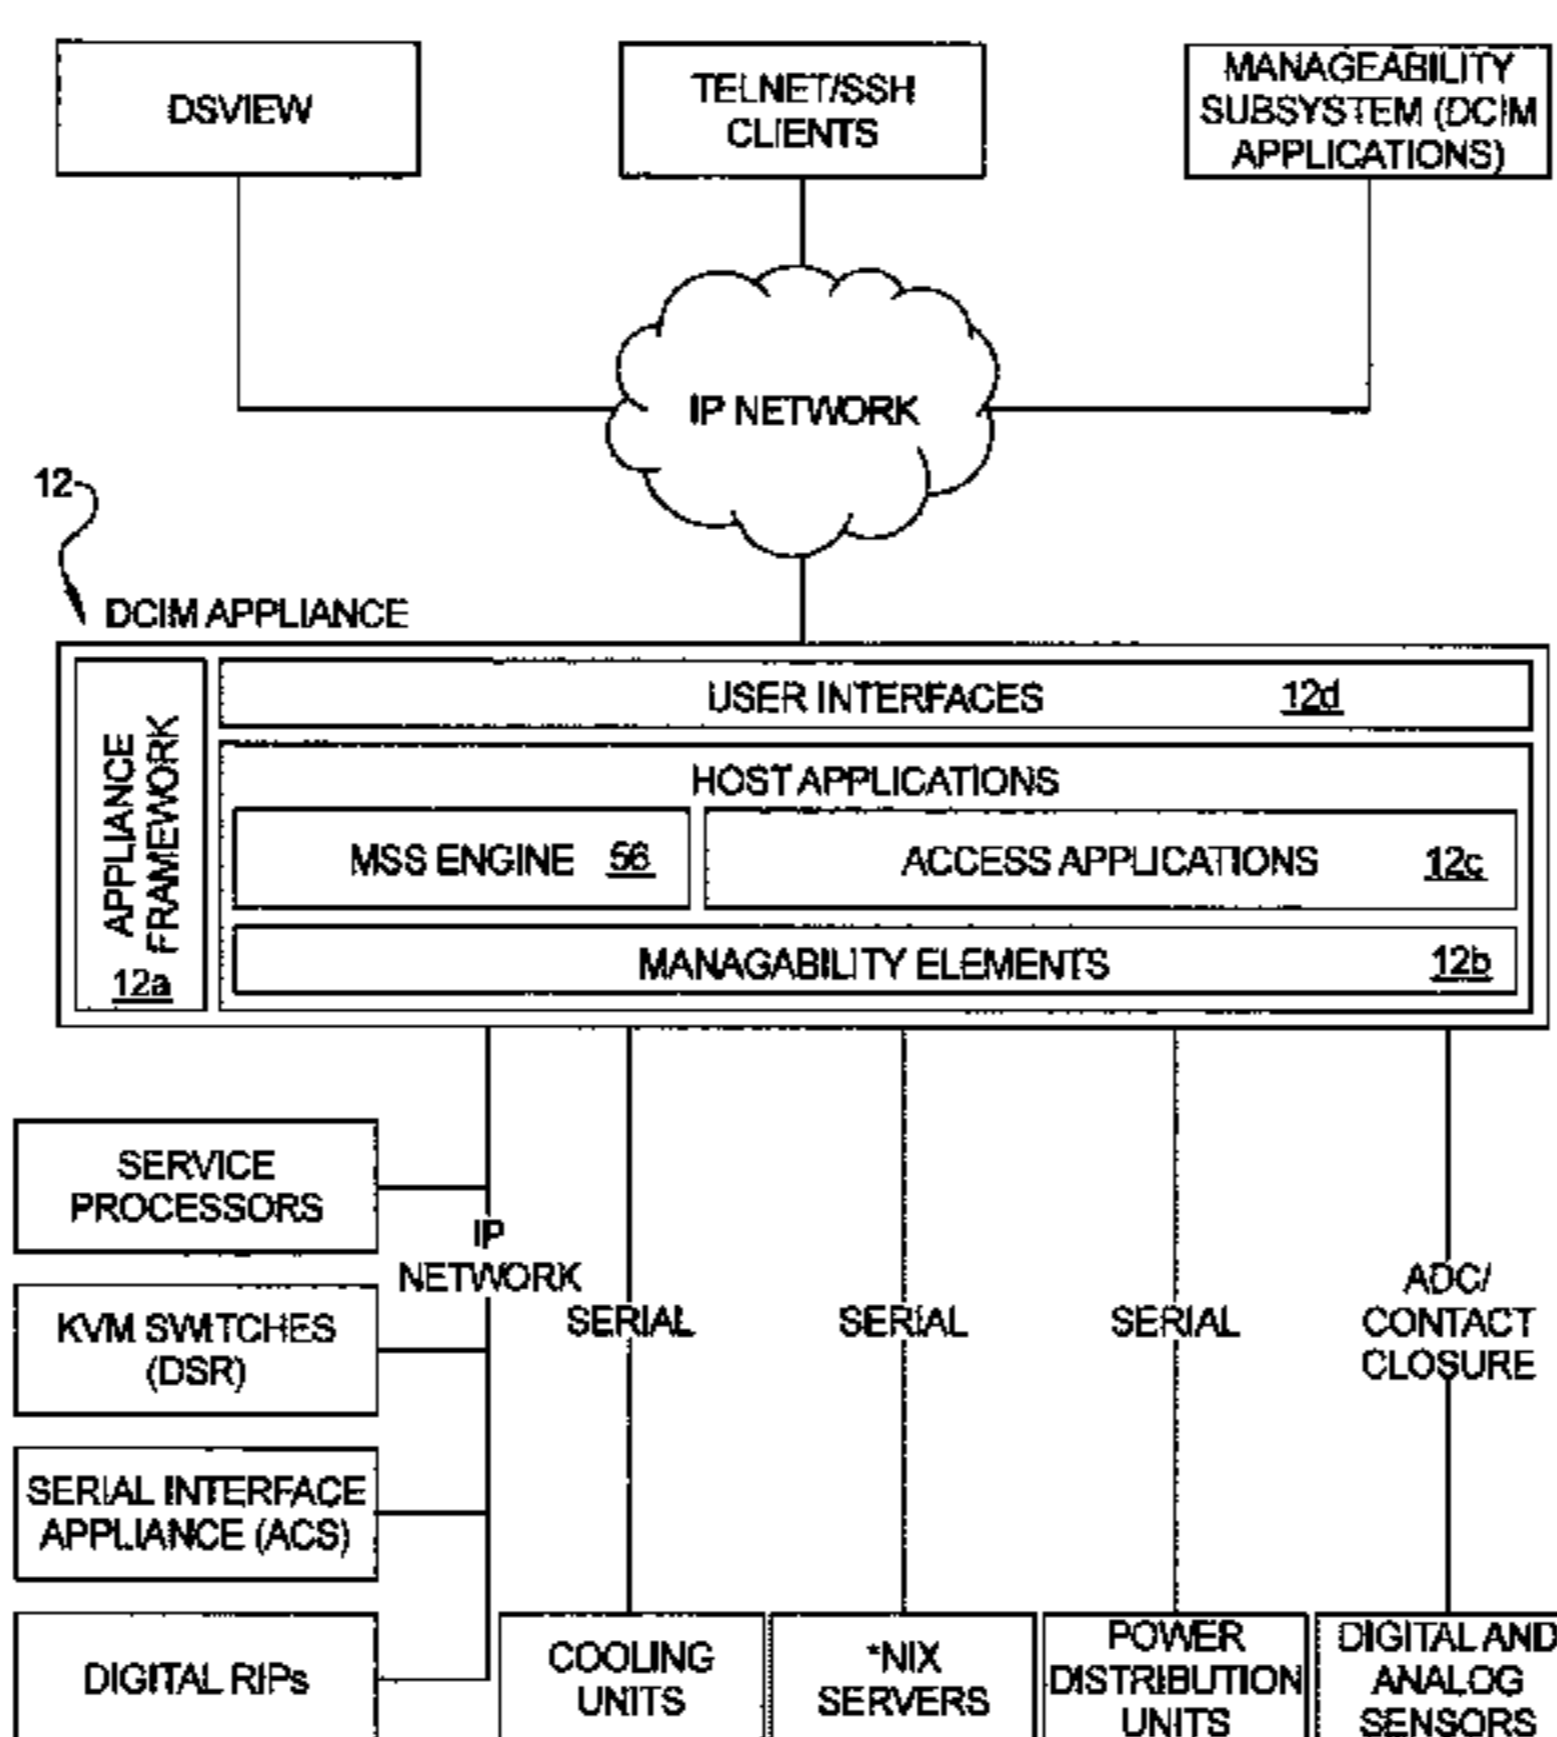 DSVIEW
TELNET/SSH
CLIENTS
MANAGEABILITY
SUBSYSTEM (DCIM
APPLICATIONS)
IP NETWORK
12
DCIM APPLIANCE
APPLIANCE
FRAMEWORK
12a
USER INTERFACES 12d
HOST APPLICATIONS
MSS ENGINE 56
ACCESS APPLICATIONS 12c
MANAGABILITY ELEMENTS 12b
SERVICE
PROCESSORS
IP
NETWORK
KVM SWITCHES
(DSR)
SERIAL
SERIAL
SERIAL
ADC/
CONTACT
CLOSURE
SERIAL INTERFACE
APPLIANCE (ACS)
DIGITAL RIPs
COOLING
UNITS
*NIX
SERVERS
POWER
DISTRIBUTION
UNITS
DIGITAL AND
ANALOG
SENSORS